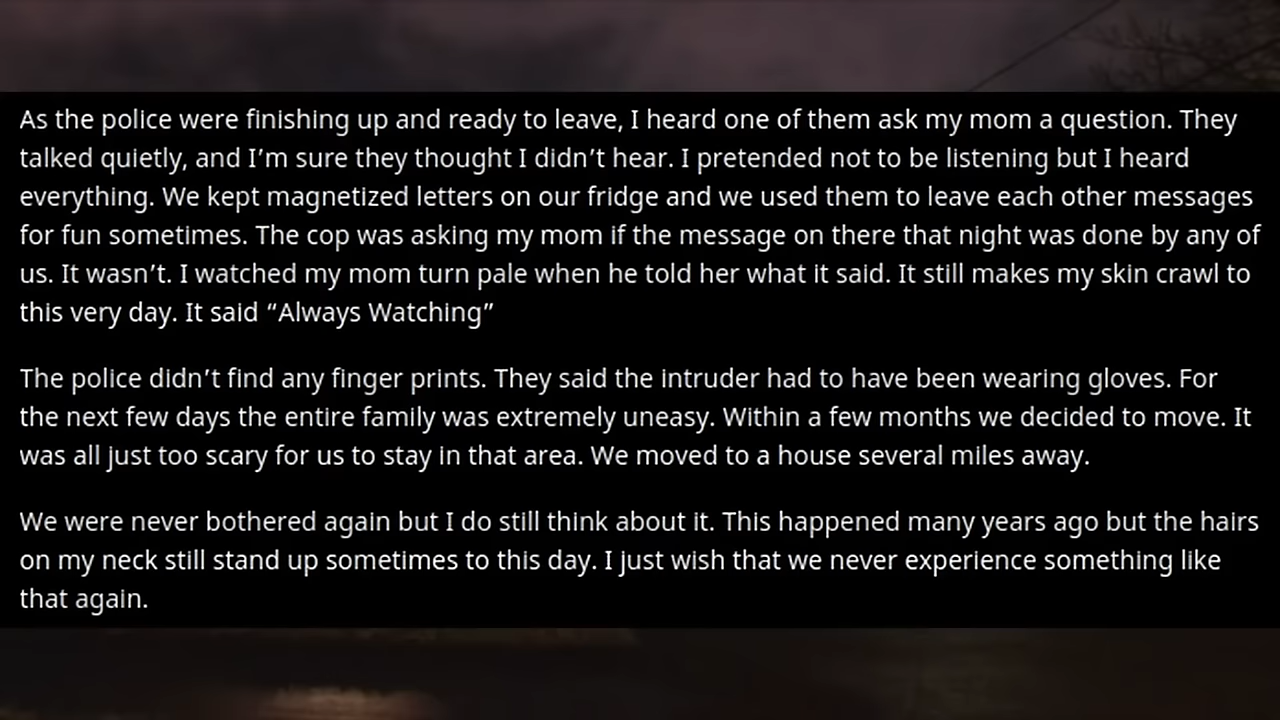 As the police were finishing up and ready to leave, I heard one of them ask my mom a question. They
talked quietly, and I’m sure they thought I didn’t hear. I pretended not to be listening but I heard
everything. We kept magnetized letters on our fridge and we used them to leave each other messages
for fun sometimes. The cop was asking my mom if the message on there that night was done by any of
us. It wasn’t. I watched my mom turn pale when he told her what it said. It still makes my skin crawl to
this very day. It said “Always Watching”
The police didn’t find any finger prints. They said the intruder had to have been wearing gloves. For
the next few days the entire family was extremely uneasy. Within a few months we decided to move. It
was all just too scary for us to stay in that area. We moved to a house several miles away.
We were never bothered again but I do still think about it. This happened many years ago but the hairs
on my neck still stand up sometimes to this day. I just wish that we never experience something like
that again.